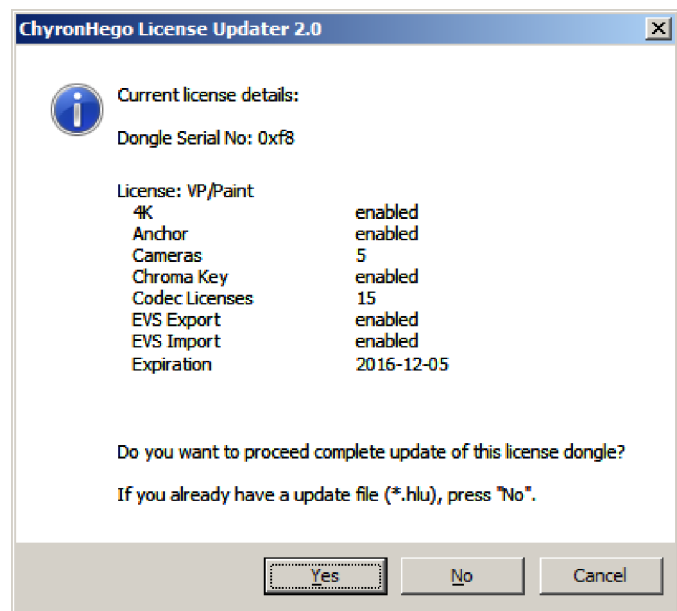 ChyronHego License Updater 2.0
Current license details:
Dongle Serial No: 0xf8
License: VP/Paint
4K enabled
Anchor enabled
Cameras 5
Chroma Key enabled
Codec Licenses 15
EVS Export enabled
EVS Import enabled
Expiration 2016-12-05
Do you want to proceed complete update of this license dongle?
If you already have a update file (*.hlu), press "No".
Yes No Cancel